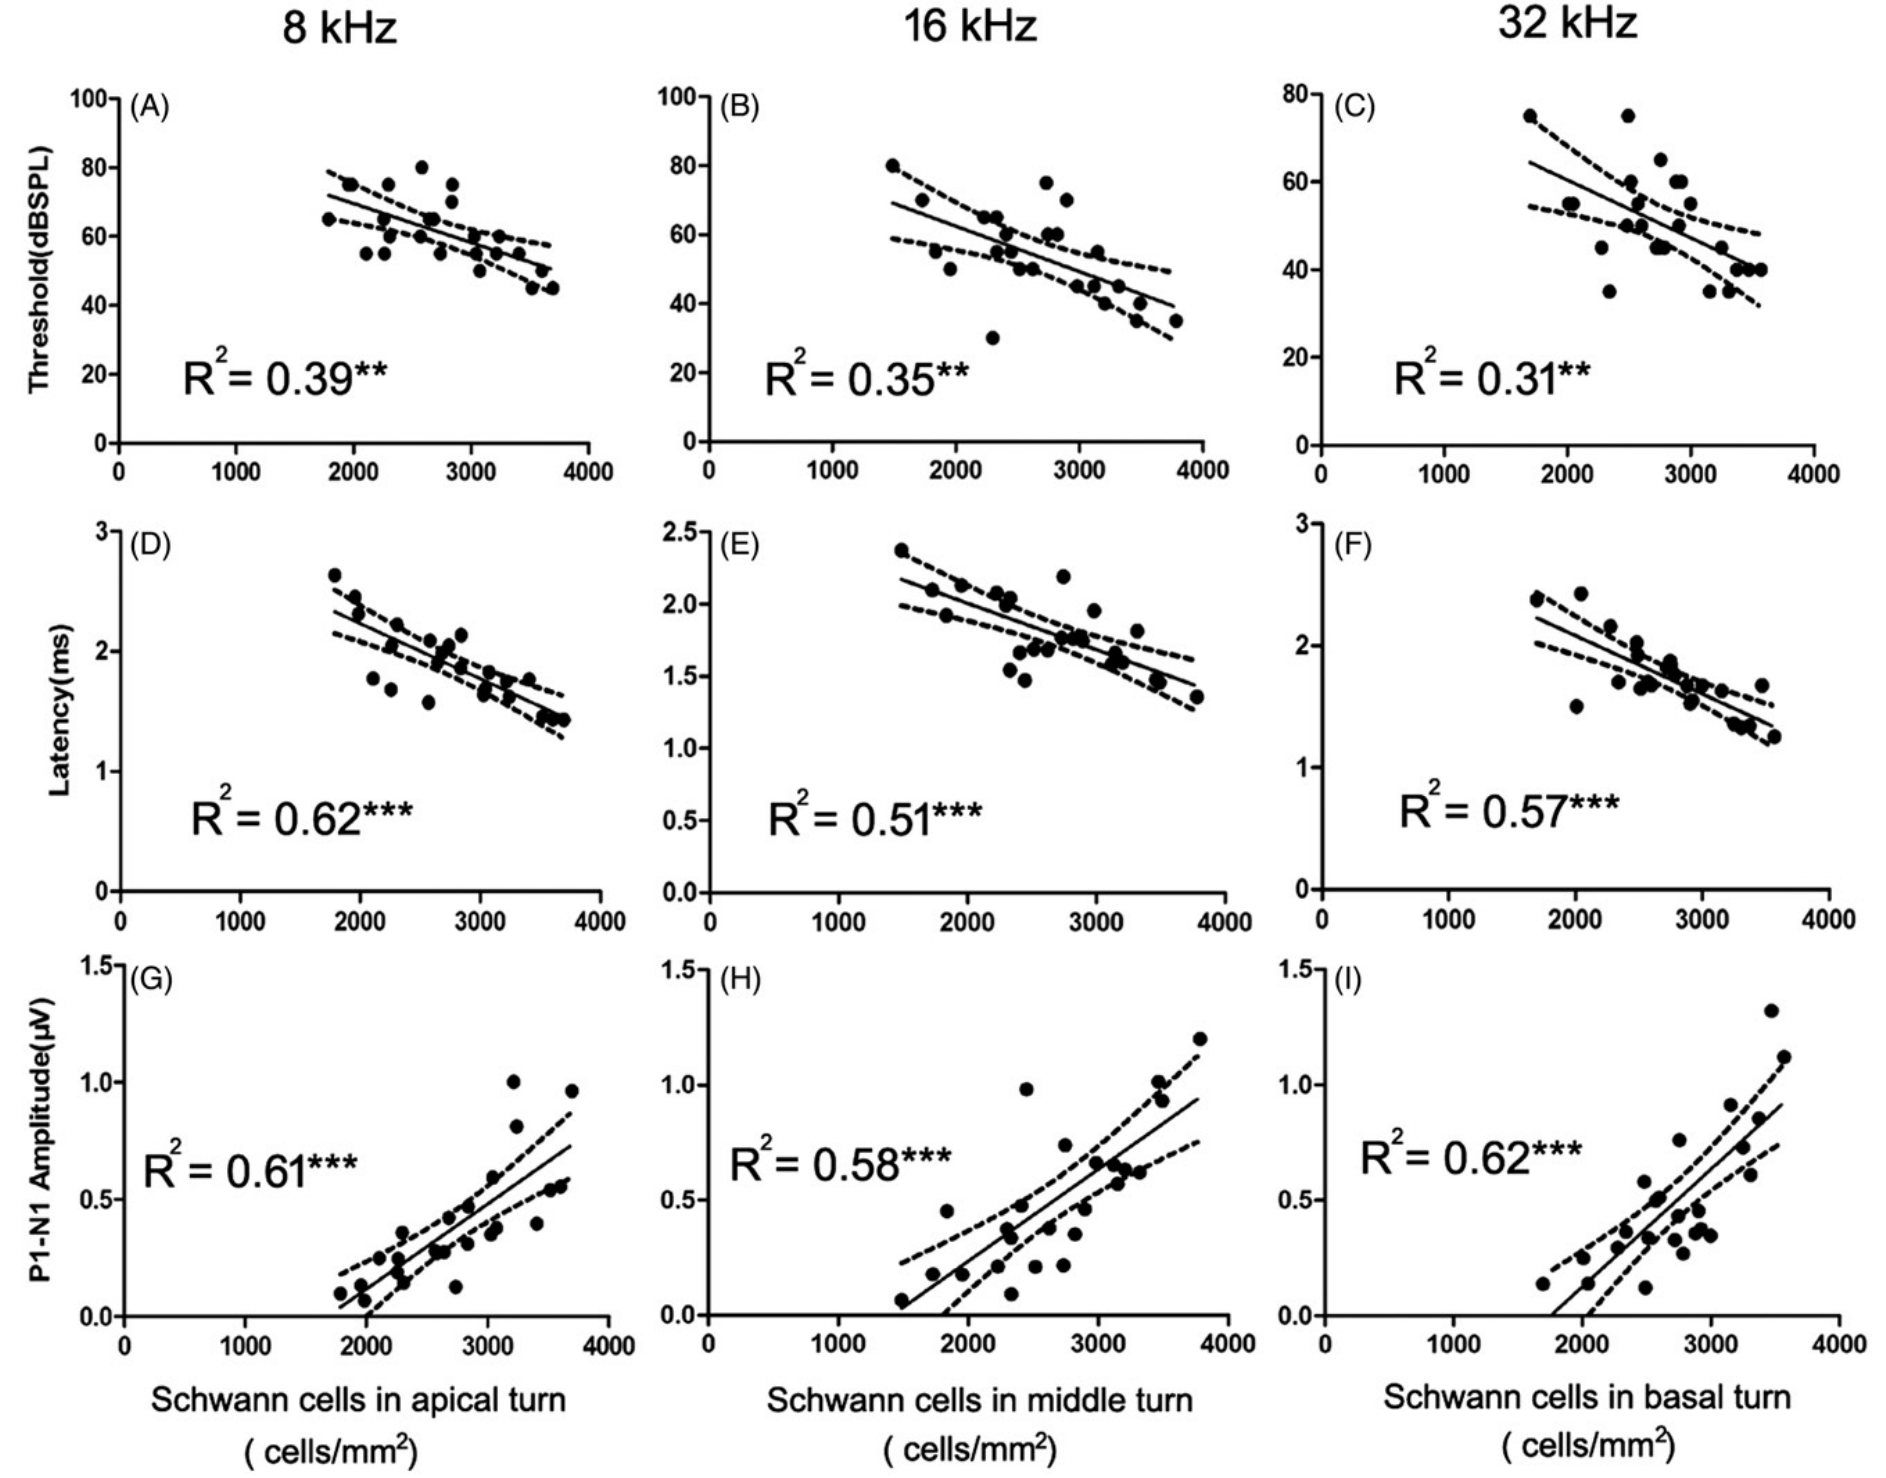 8 kHz 16 kHz 32 kHz
(A) (B) (C)
Threshold(dBSPL)
100 80 60 40 20 0
0 1000 2000 3000 4000
R2= 0.39**
100 80 60 40 20 0
0 1000 2000 3000 4000
R2= 0.35**
80 60 40 20 0
0 1000 2000 3000 4000
R2= 0.31**
(D) (E) (F)
Latency(ms)
3 2 1 0
0 1000 2000 3000 4000
R2= 0.62***
2.5 2.0 1.5 1.0 0.5 0.0
0 1000 2000 3000 4000
R2= 0.51***
3 2 1 0
0 1000 2000 3000 4000
R2= 0.57***
(G) (H) (I)
P1-N1 Amplitude(µV)
1.5 1.0 0.5 0.0
0 1000 2000 3000 4000
R2= 0.61***
1.5 1.0 0.5 0.0
0 1000 2000 3000 4000
R2= 0.58***
1.5 1.0 0.5 0.0
0 1000 2000 3000 4000
R2= 0.62***
Schwann cells in apical turn
( cells/mm2)
Schwann cells in middle turn
( cells/mm2)
Schwann cells in basal turn
( cells/mm2)